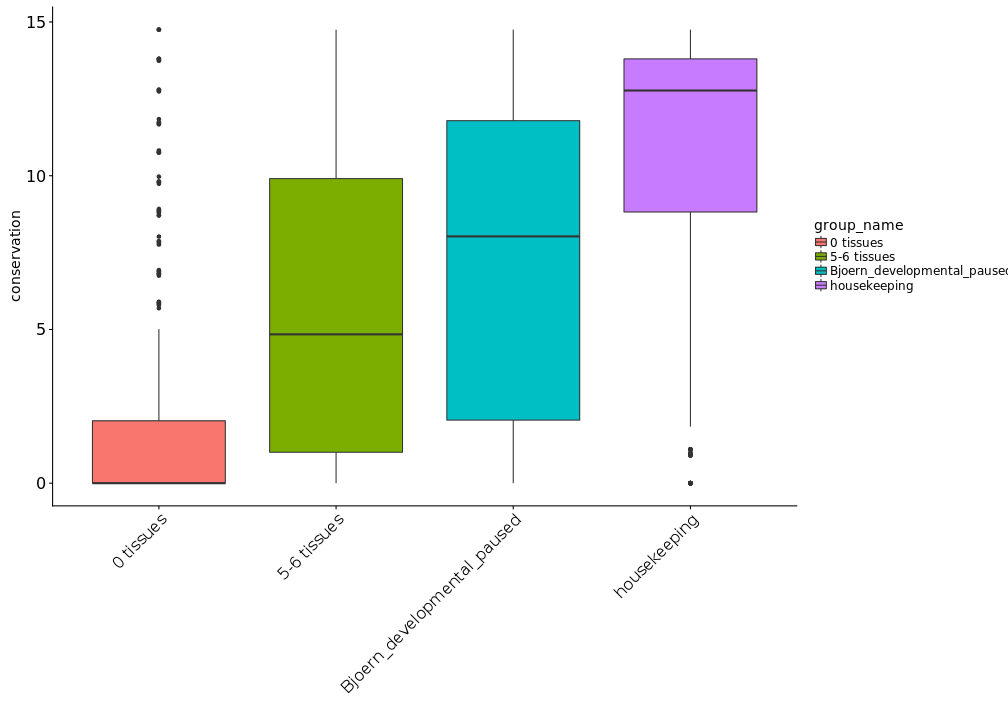 15
10
5
0
conservation
0 tissues
5-6 tissues
Bjoern_developmental_paused
housekeeping
group_name
0 tissues
5-6 tissues
Bjoern_developmental_paused
housekeeping